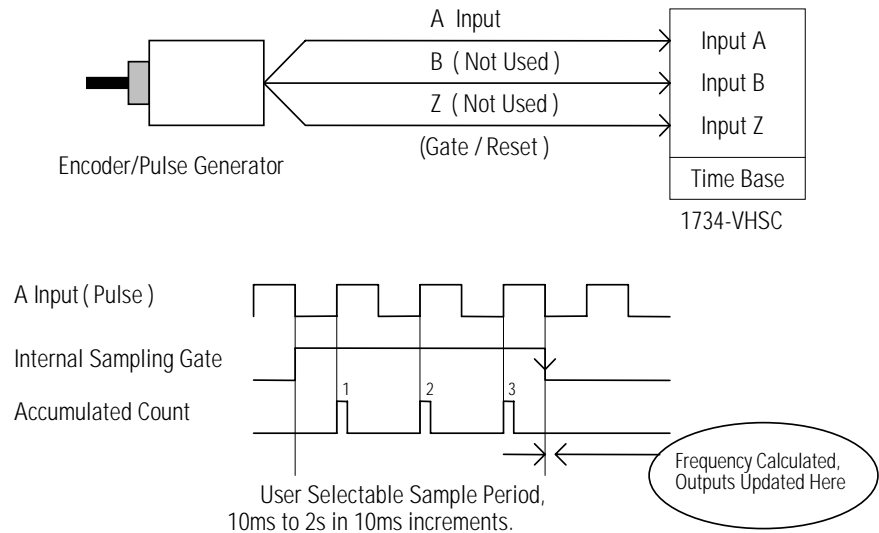 A Input
B ( Not Used )
Z ( Not Used )
(Gate / Reset )
Input A
Input B
Input Z
Time Base
1734-VHSC
Encoder/Pulse Generator
A Input ( Pulse )
Internal Sampling Gate
1
2
3
Accumulated Count
Frequency Calculated,
Outputs Updated Here
User Selectable Sample Period,
10ms to 2s in 10ms increments.